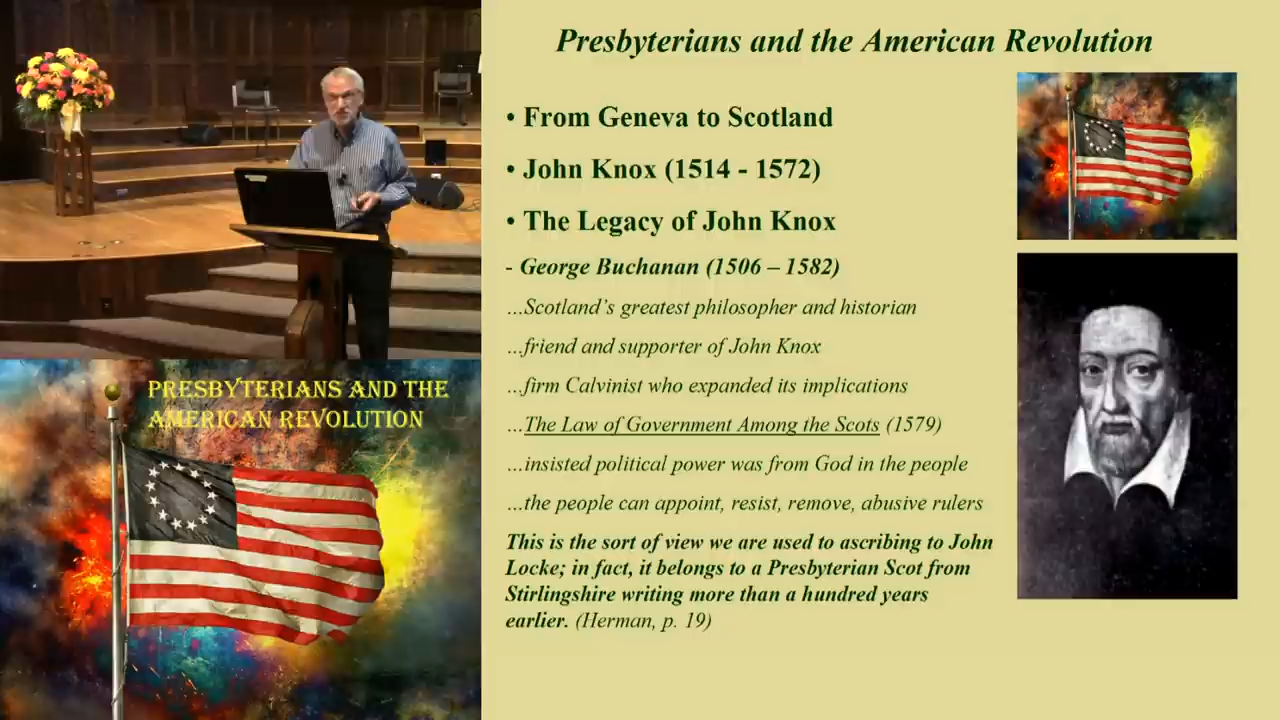 Presbyterians and the American Revolution
• From Geneva to Scotland
• John Knox (1514 - 1572)
• The Legacy of John Knox
- George Buchanan (1506 – 1582)
...Scotland's greatest philosopher and historian
...friend and supporter of John Knox
...firm Calvinist who expanded its implications
...The Law of Government Among the Scots (1579)
...insisted political power was from God in the people
...the people can appoint, resist, remove, abusive rulers
This is the sort of view we are used to ascribing to John
Locke; in fact, it belongs to a Presbyterian Scot from
Stirlingshire writing more than a hundred years
earlier. (Herman, p. 19)
PRESBYTERIANS AND THE
AMERICAN REVOLUTION